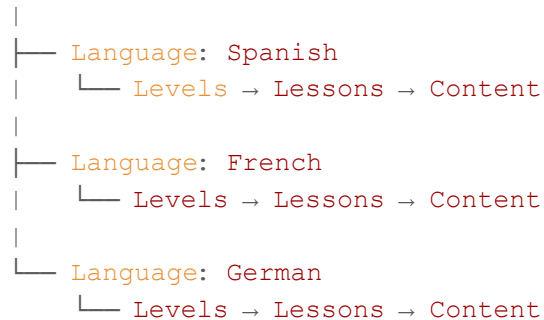 |
├── Language: Spanish
|   └── Levels → Lessons → Content
|
├── Language: French
|   └── Levels → Lessons → Content
|
└── Language: German
    └── Levels → Lessons → Content